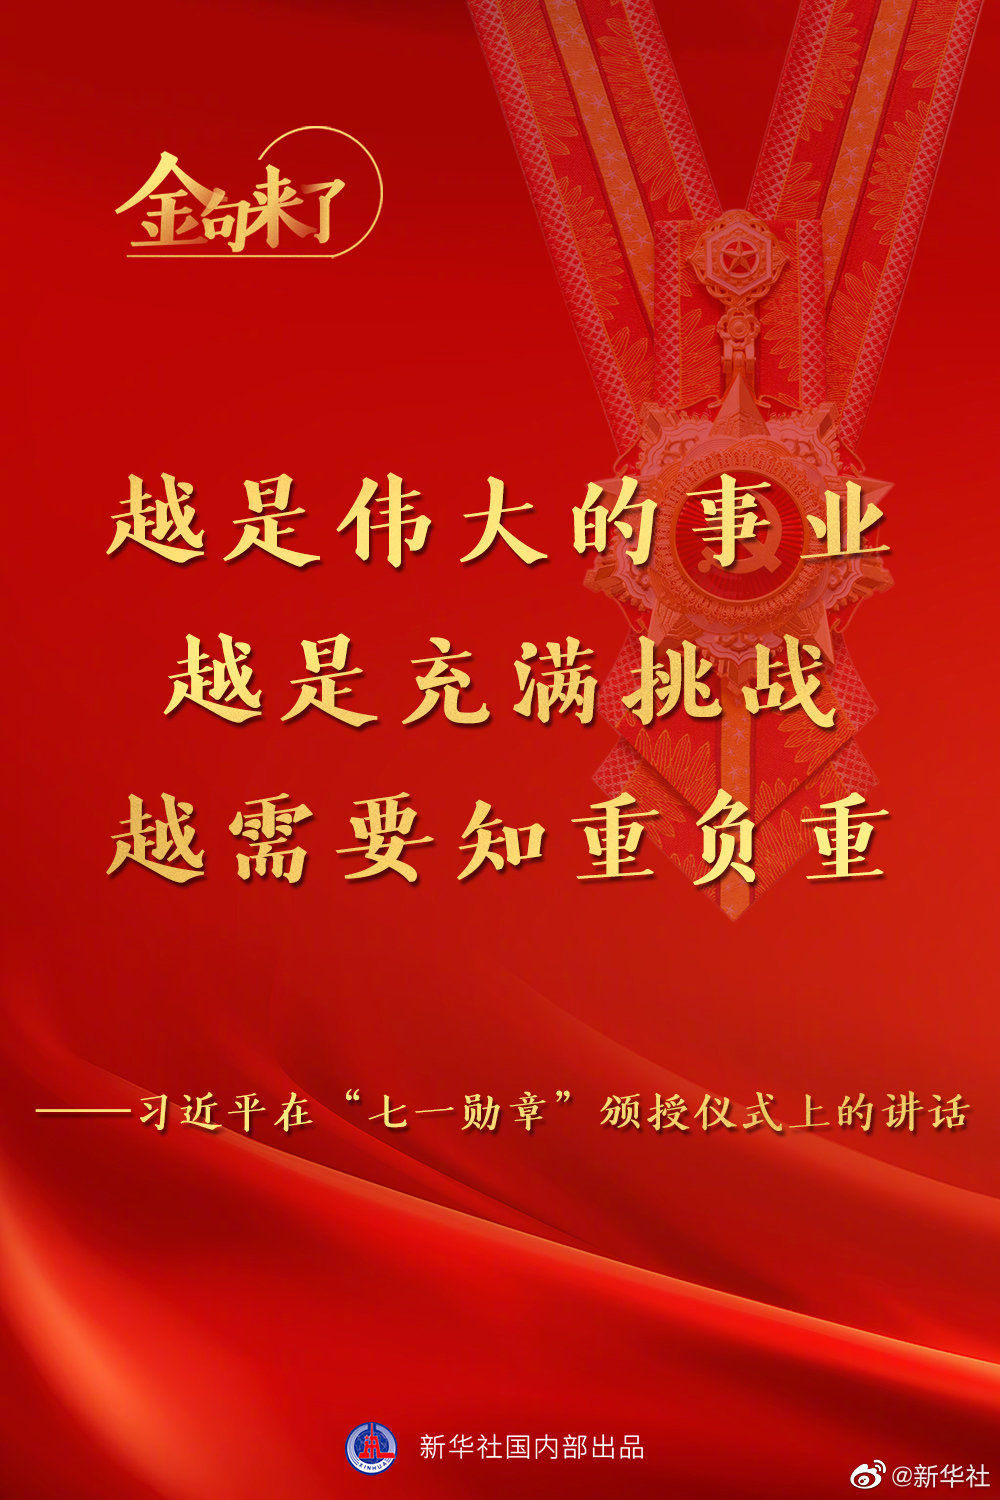 金句来了
越是伟大的事业
越是充满挑战
越需要知重负重
——习近平在“七一勋章”颁授仪式上的讲话
XINHUA
新华社国内部出品
@新华社